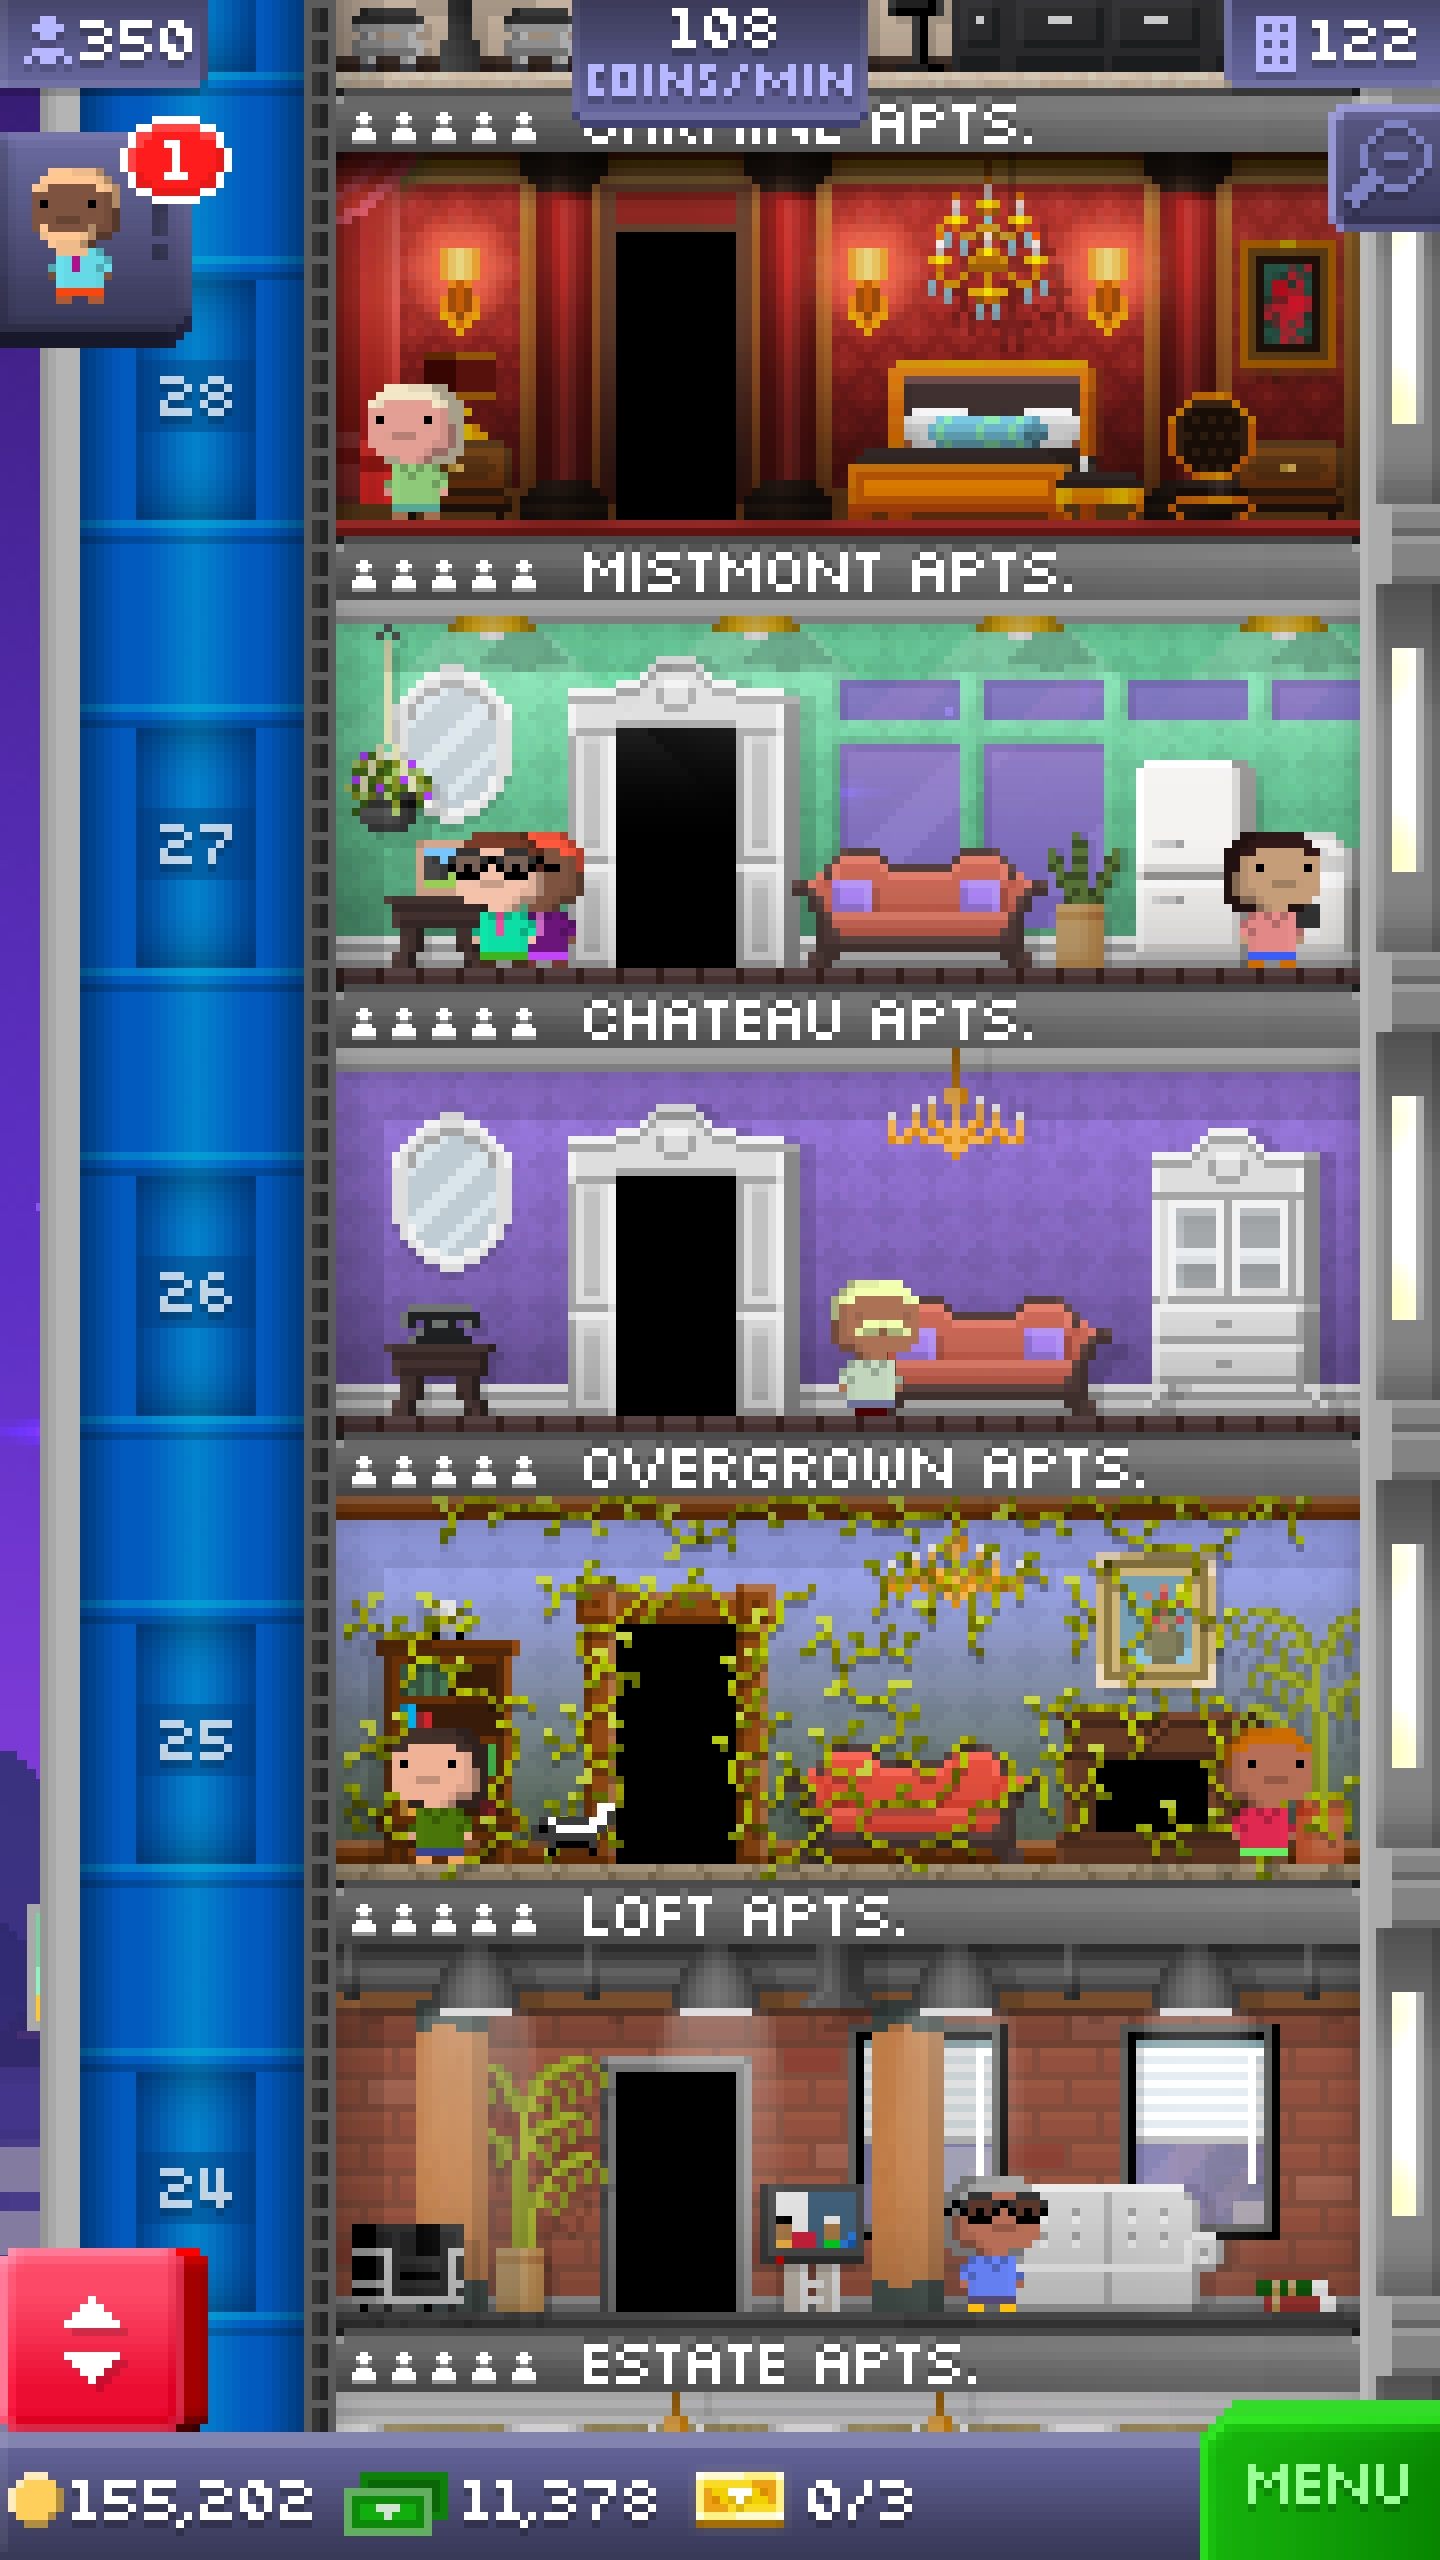 350
108
COINS/MIN
122
1
APTS.
28
MISTMONT APTS.
27
CHATEAU APTS.
26
OVERGROWN APTS.
25
LOFT APTS.
24
ESTATE APTS.
155,202
11,378
0/3
MENU